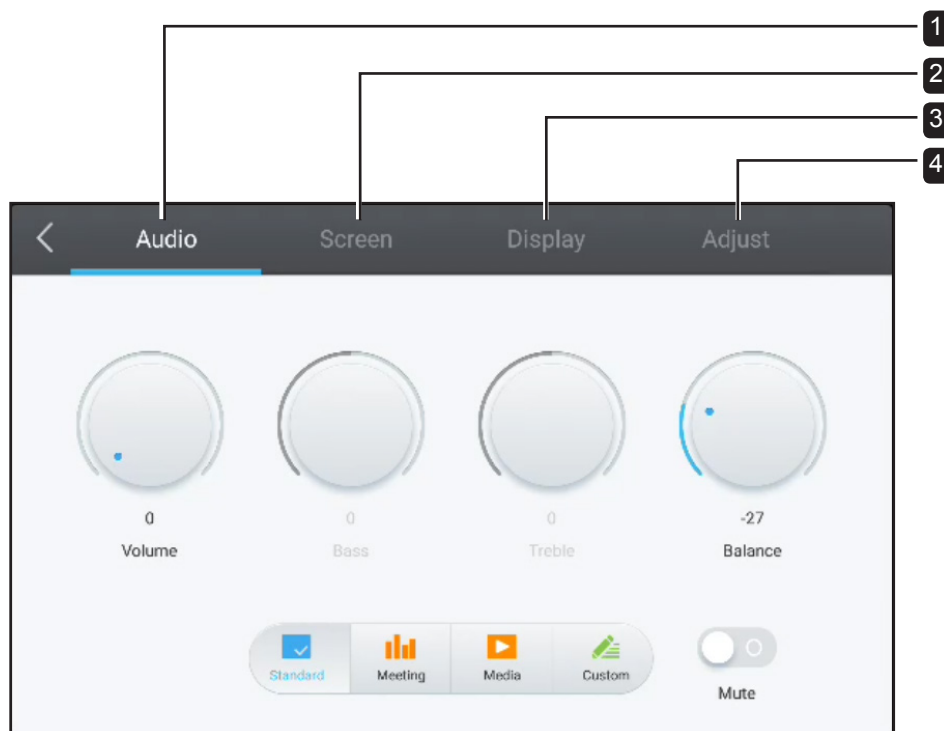 1
2
3
4
Audio Screen Display Adjust
0 0 0 -27
Volume Bass Treble Balance
Standard Meeting Media Custom
Mute